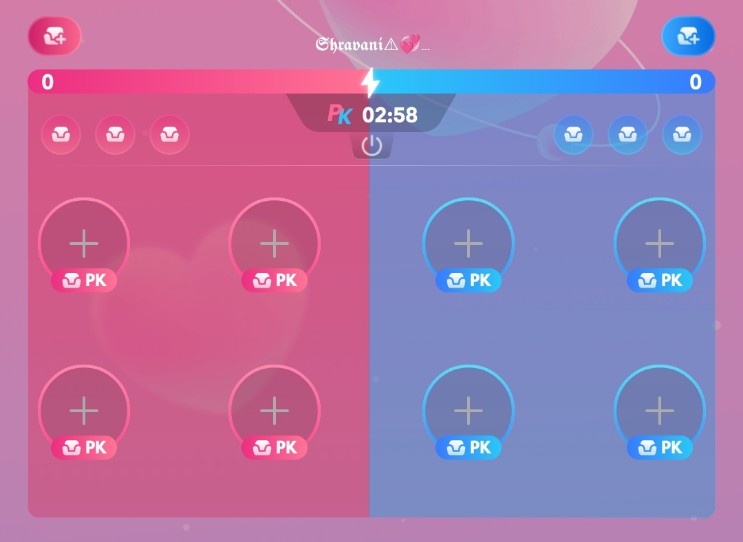 𝕾𝖍𝖗𝖆𝖛𝖆𝖓𝖎⚠💔...
0 0
PK 02:58
PK PK PK PK
PK PK PK PK